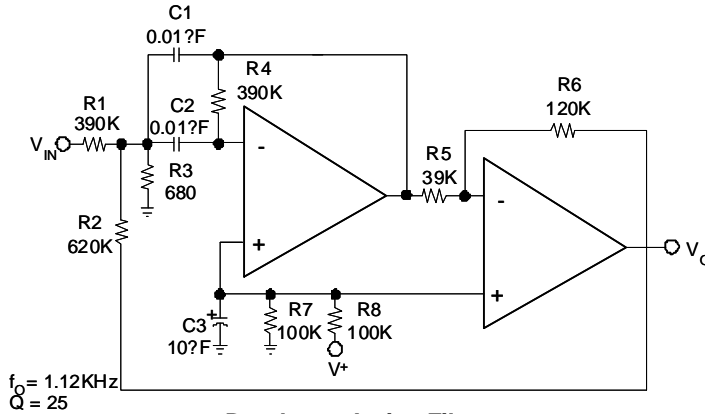 C1
0.01?F
R4
390K
R6
120K
R1
390K
C2
0.01?F
V IN
-
R3
680
R5
39K
-
R2
620K
+
V
+
C3
+
10?F
R7
100K
R8
100K
V+
fO = 1.12KHz
Q = 25